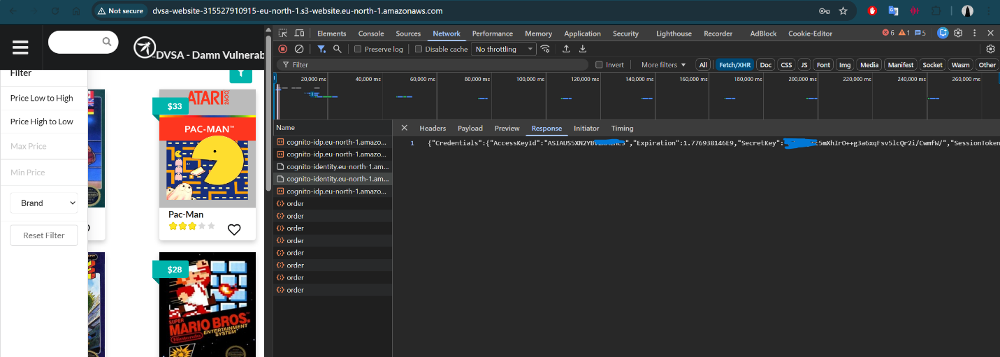 Not secure dvsa-website-315527910915-eu-north-1.s3-website.eu-north-1.amazonaws.com
DVSA - Damn Vulnerab
Filter
Price Low to High
Price High to Low
Max Price
Min Price
Brand
Reset Filter
$33
ATARI 2600
PAC-MAN™
Pac-Man
$28
SUPER
MARIO BROS.
ENTERTAINMENT
SYSTEM
Elements Console Sources Network Performance Memory Application Security Lighthouse Recorder AdBlock Cookie-Editor 6 1 5
Preserve log Disable cache No throttling
Filter Invert More filters All Fetch/XHR Doc CSS JS Font Img Media Manifest Socket Wasm Other
20,000 ms 40,000 ms 60,000 ms 80,000 ms 100,000 ms 120,000 ms 140,000 ms 160,000 ms 180,000 ms 200,000 ms 220,000 ms 240,000 ms 260,000 ms
Name
cognito-idp.eu-north-1.amazo...
cognito-idp.eu-north-1.amazo...
cognito-identity.eu-north-1.am...
cognito-identity.eu-north-1.am...
cognito-idp.eu-north-1.amazo...
order
order
order
order
order
order
order
order
Headers Payload Preview Response Initiator Timing
1 {"Credentials":{"AccessKeyId":" ","Expiration":1.776938146E9,"SecretKey": ","SessionToken